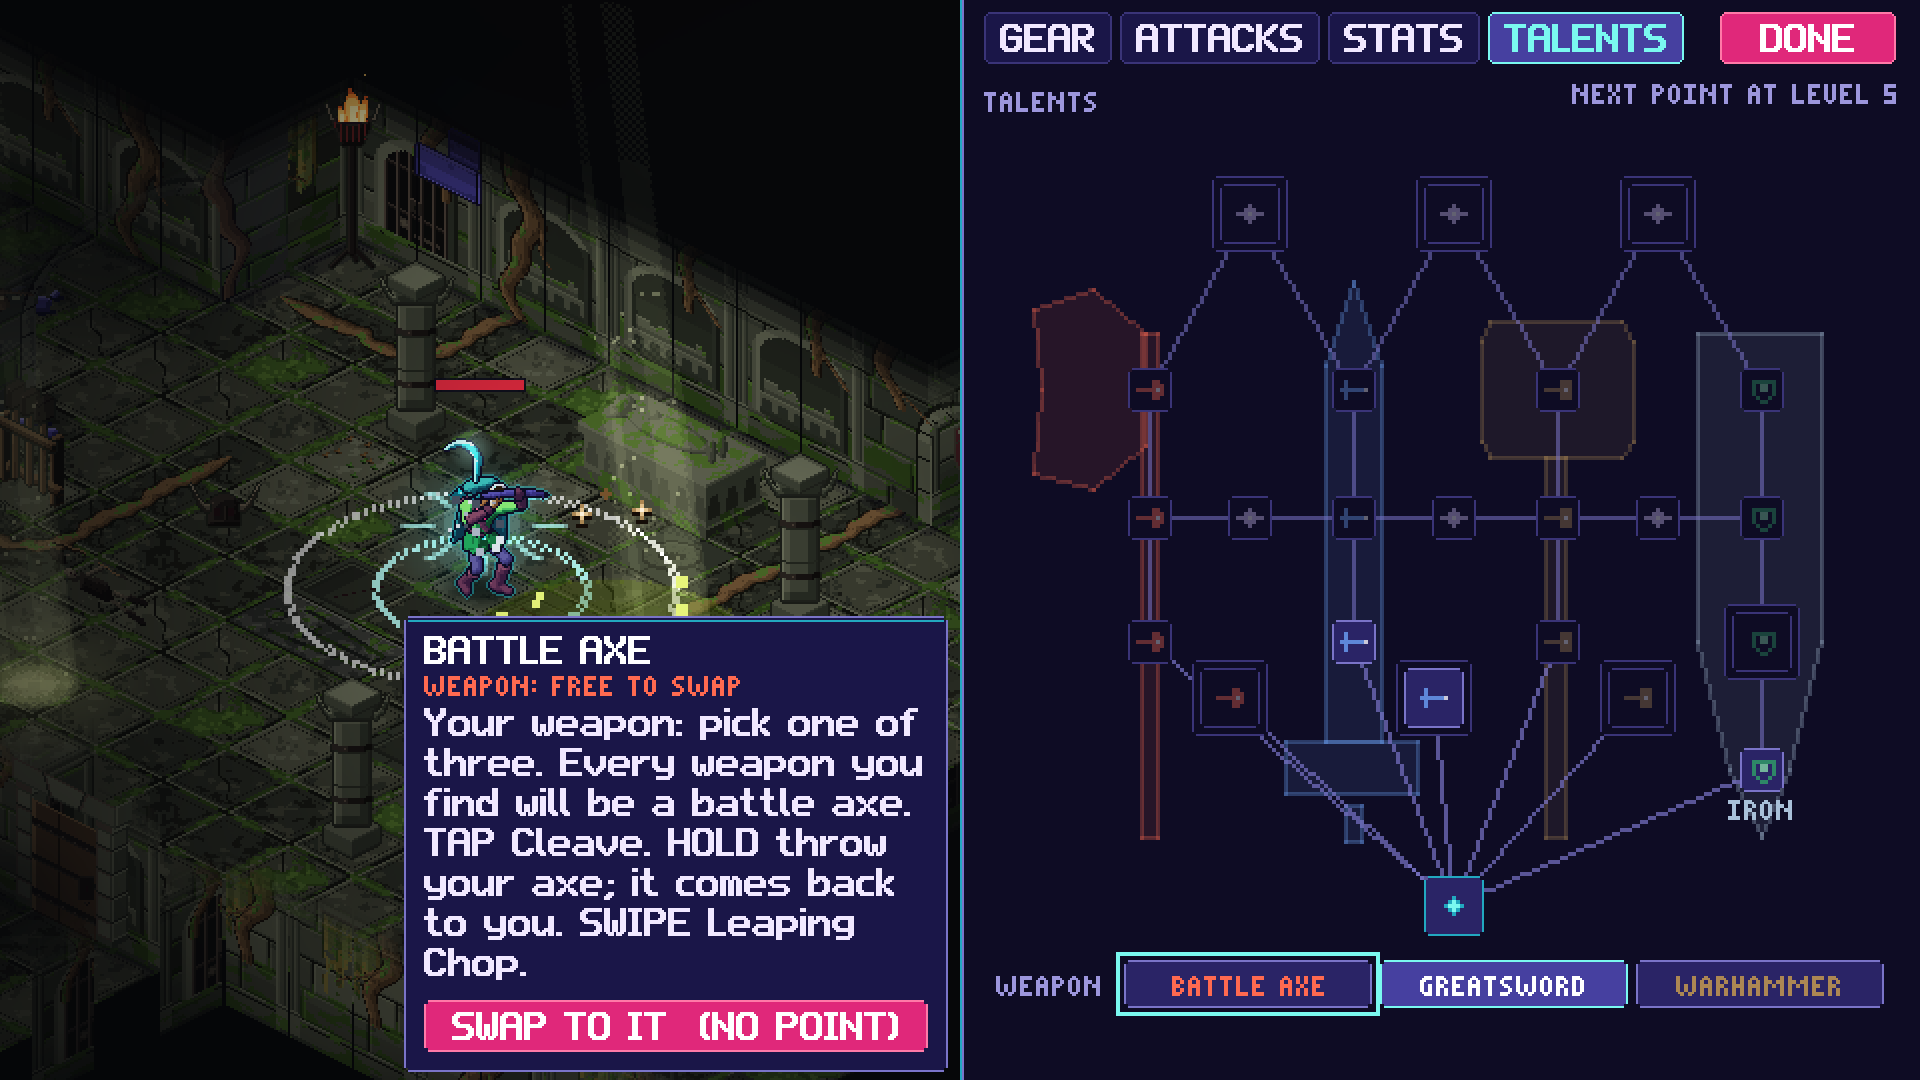 GEAR ATTACKS STATS TALENTS DONE
TALENTS
NEXT POINT AT LEVEL 5
BATTLE AXE
WEAPON: FREE TO SWAP
Your weapon: pick one of
three. Every weapon you
find will be a battle axe.
TAP Cleave. HOLD throw
your axe; it comes back
to you. SWIPE Leaping
Chop.
SWAP TO IT (NO POINT)
IRON
WEAPON BATTLE AXE GREATSWORD WARHAMMER